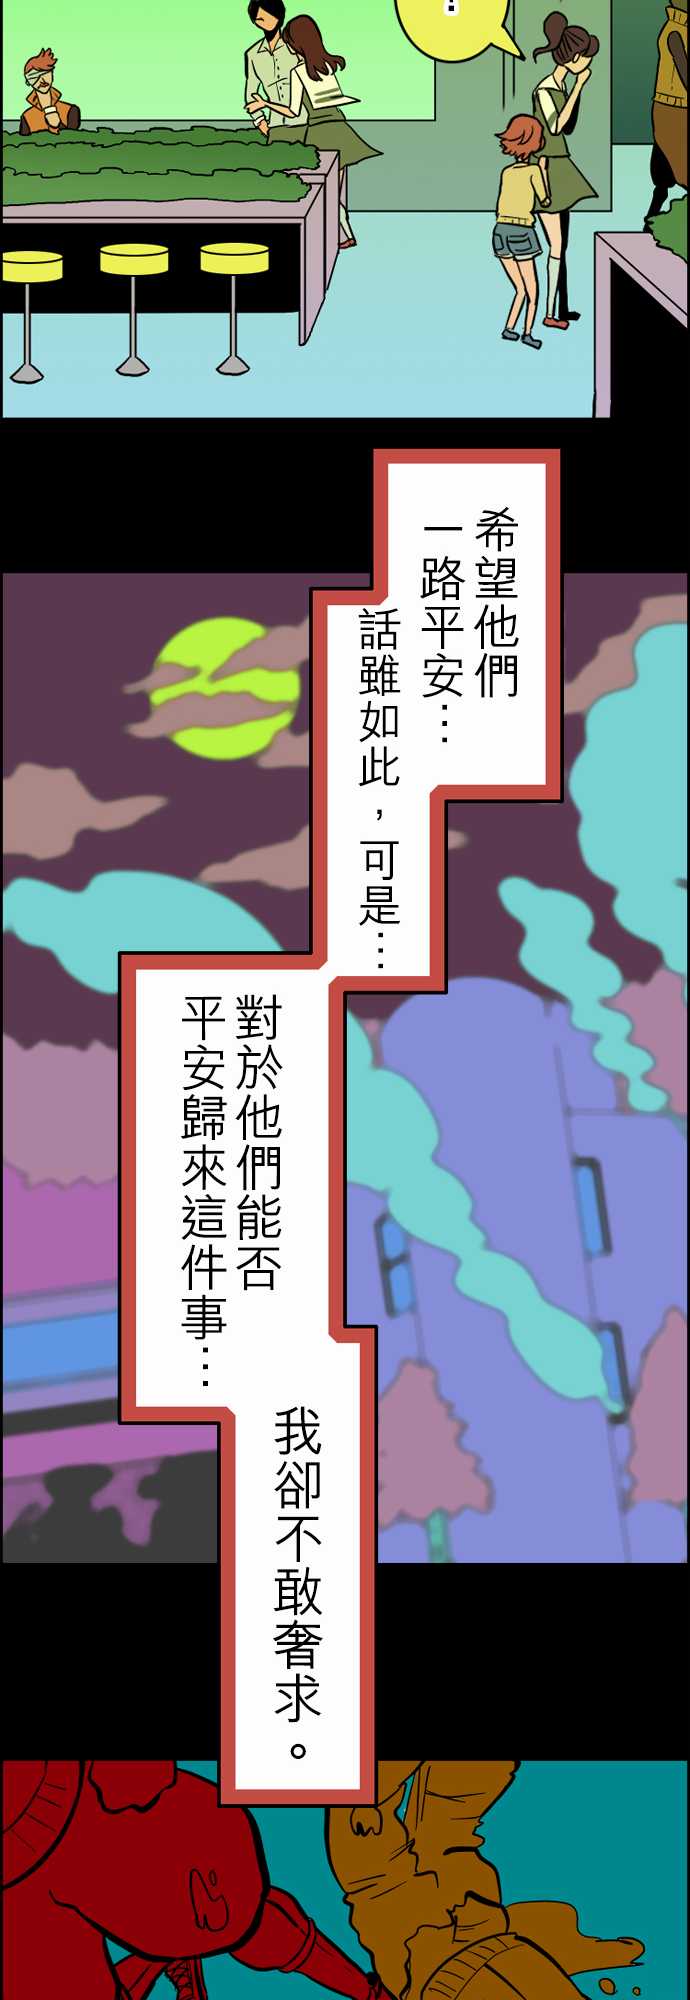 希望他們
一路平安…
話雖如此，可是…
對於他們能否
平安歸來這件事…
我卻不敢奢求。